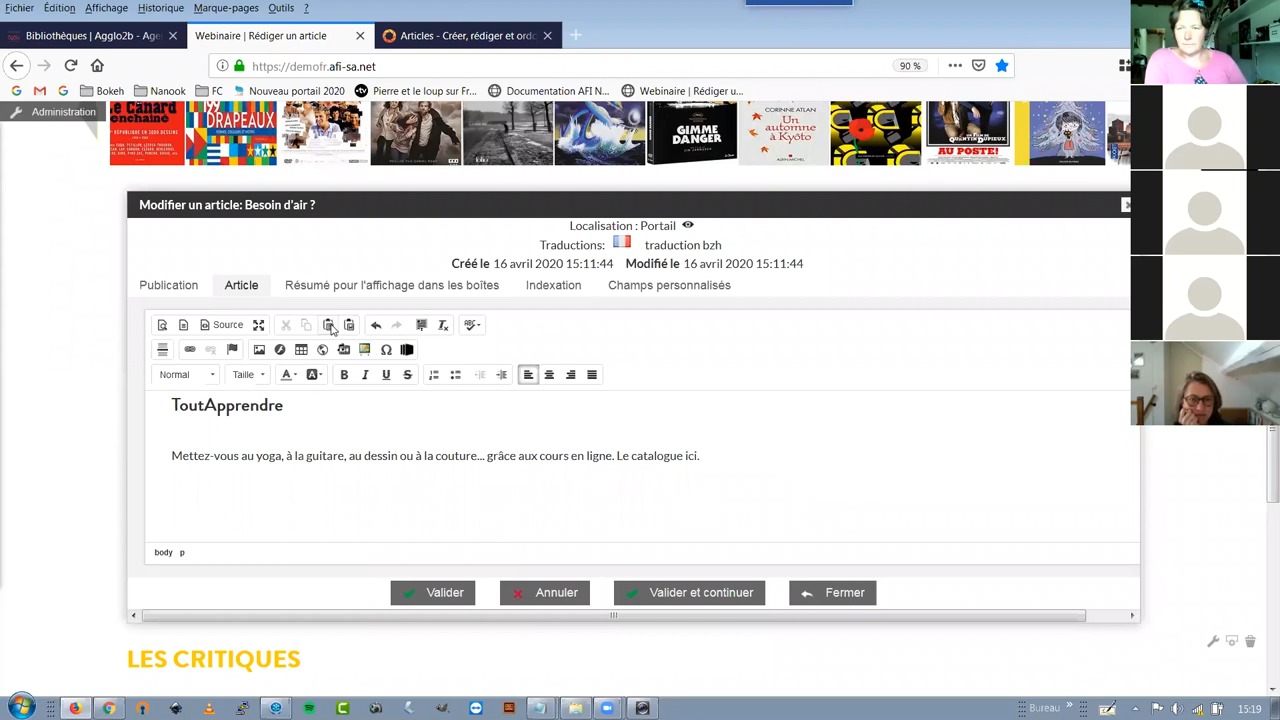 Fichier Édition Affichage Historique Marque-pages Outils ?
Bibliothèques | Agglo2b - Age
Webinaire | Rédiger un article
Articles - Créer, rédiger et ordo
https://demofr.afi-sa.net
90 %
Bokeh Nanook FC Nouveau portail 2020 Pierre et le loup sur Fr... Documentation AFI N... Webinaire | Rédiger u...
Administration
le Canard
enchaîné
DRAPEAUX
GIMME
DANGER
CORINNE ATLAN
Un
automne
à Kyôto
AU POSTE!
Modifier un article: Besoin d'air ?
Localisation : Portail
Traductions: traduction bzh
Créé le 16 avril 2020 15:11:44 Modifié le 16 avril 2020 15:11:44
Publication Article Résumé pour l'affichage dans les boîtes Indexation Champs personnalisés
Source
Normal Taille A A B I U S
ToutApprendre
Mettez-vous au yoga, à la guitare, au dessin ou à la couture... grâce aux cours en ligne. Le catalogue ici.
body p
Valider Annuler Valider et continuer Fermer
LES CRITIQUES
Bureau
15:19